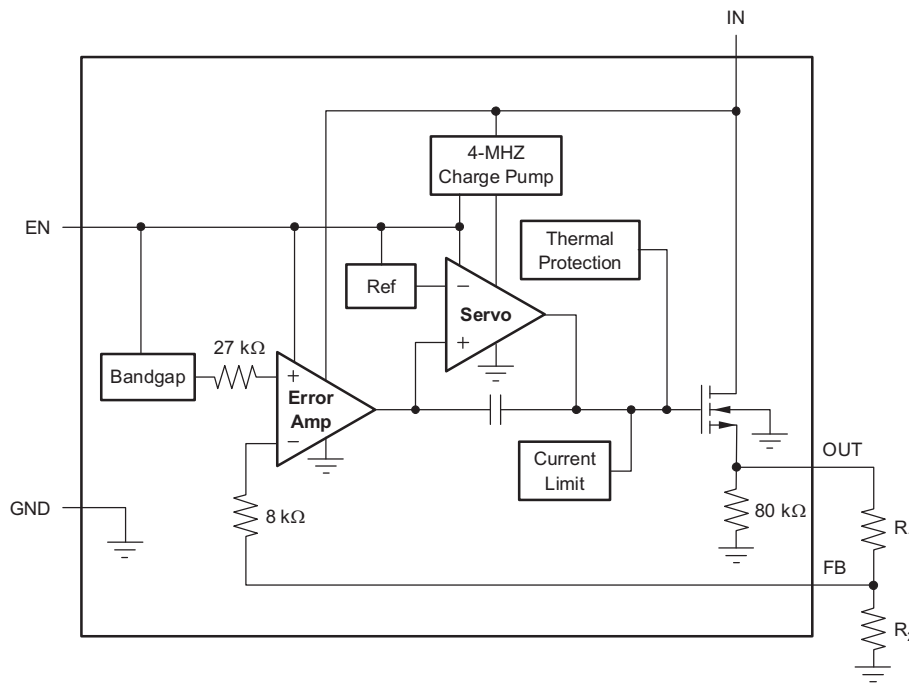 IN
4-MHZ
Charge Pump
EN
Thermal
Protection
Ref
−
Servo
+
27 kΩ
Bandgap
+
Error
Amp
−
Current
Limit
OUT
GND
8 kΩ
80 kΩ
R
FB
R